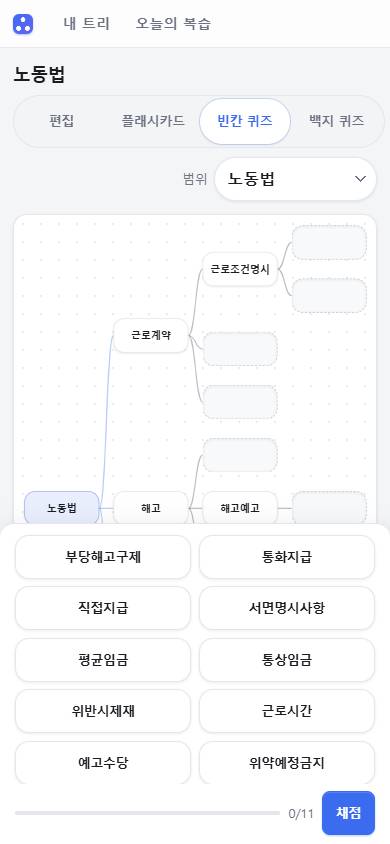 내 트리 오늘의 복습
노동법
편집 플래시카드 빈칸 퀴즈 백지 퀴즈
범위 노동법
근로조건명시
근로계약
노동법 해고 해고예고
부당해고구제 통화지급
직접지급 서면명시사항
평균임금 통상임금
위반시제재 근로시간
예고수당 위약예정금지
0/11 채점